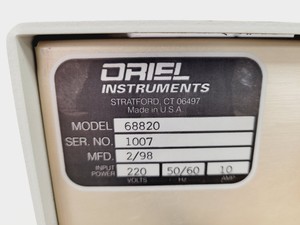 ORIEL
INSTRUMENTS
STRATFORD, CT 06497
Made in U.S.A.
MODEL 68820
SER. NO. 1007
MFD. 2/98
INPUT POWER 220 50/60 10
VOLTS Hz AMP